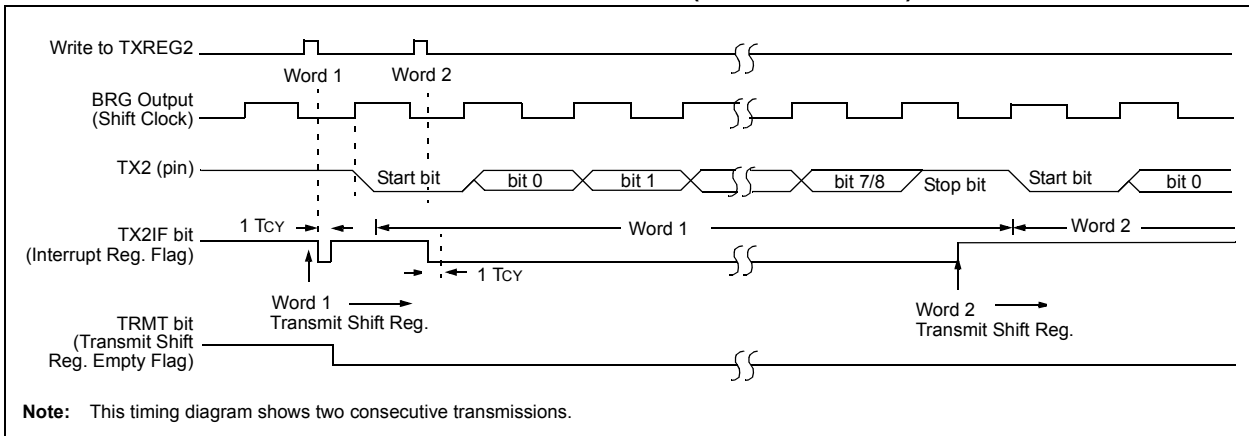 Write to TXREG2
Word 1
Word 2
BRG Output
(Shift Clock)
TX2 (pin)
Start bit
bit 0
bit 1
bit 7/8
Stop bit
Start bit
bit 0
1 TCY
TX2IF bit
(Interrupt Reg. Flag)
Word 1
Word 2
1 TCY
Word 1
Transmit Shift Reg.
Word 2
Transmit Shift Reg.
TRMT bit
(Transmit Shift
Reg. Empty Flag)
Note: This timing diagram shows two consecutive transmissions.